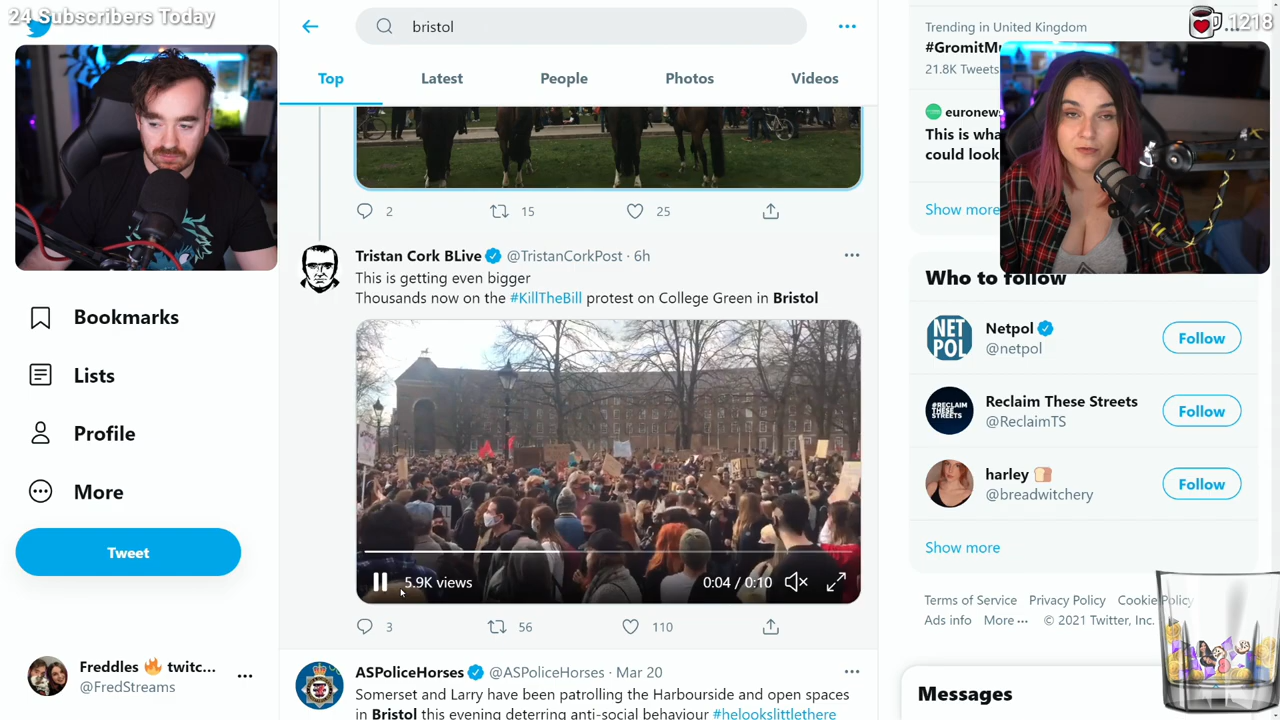 24 Subscribers Today
bristol
Top
Latest
People
Photos
Videos
2
15
25
Tristan Cork BLive @TristanCorkPost · 6h
This is getting even bigger
Thousands now on the #KillTheBill protest on College Green in Bristol
5.9K views
0:04 / 0:10
3
56
110
ASPoliceHorses @ASPoliceHorses · Mar 20
Somerset and Larry have been patrolling the Harbourside and open spaces
in Bristol this evening deterring anti-social behaviour #helookslittlethere
Bookmarks
Lists
Profile
More
Tweet
Freddles twitc...
@FredStreams
1218
Trending in United Kingdom
21.8K Tweets
This is
could look
Show more
Who to follow
NET
POL
Netpol
@netpol
Follow
#RECLAIM
THESE
STREETS
Reclaim These Streets
@ReclaimTS
Follow
harley
@breadwitchery
Follow
Show more
Terms of Service Privacy Policy Cookie Policy
Ads info More ··· © 2021 Twitter, Inc.
Messages